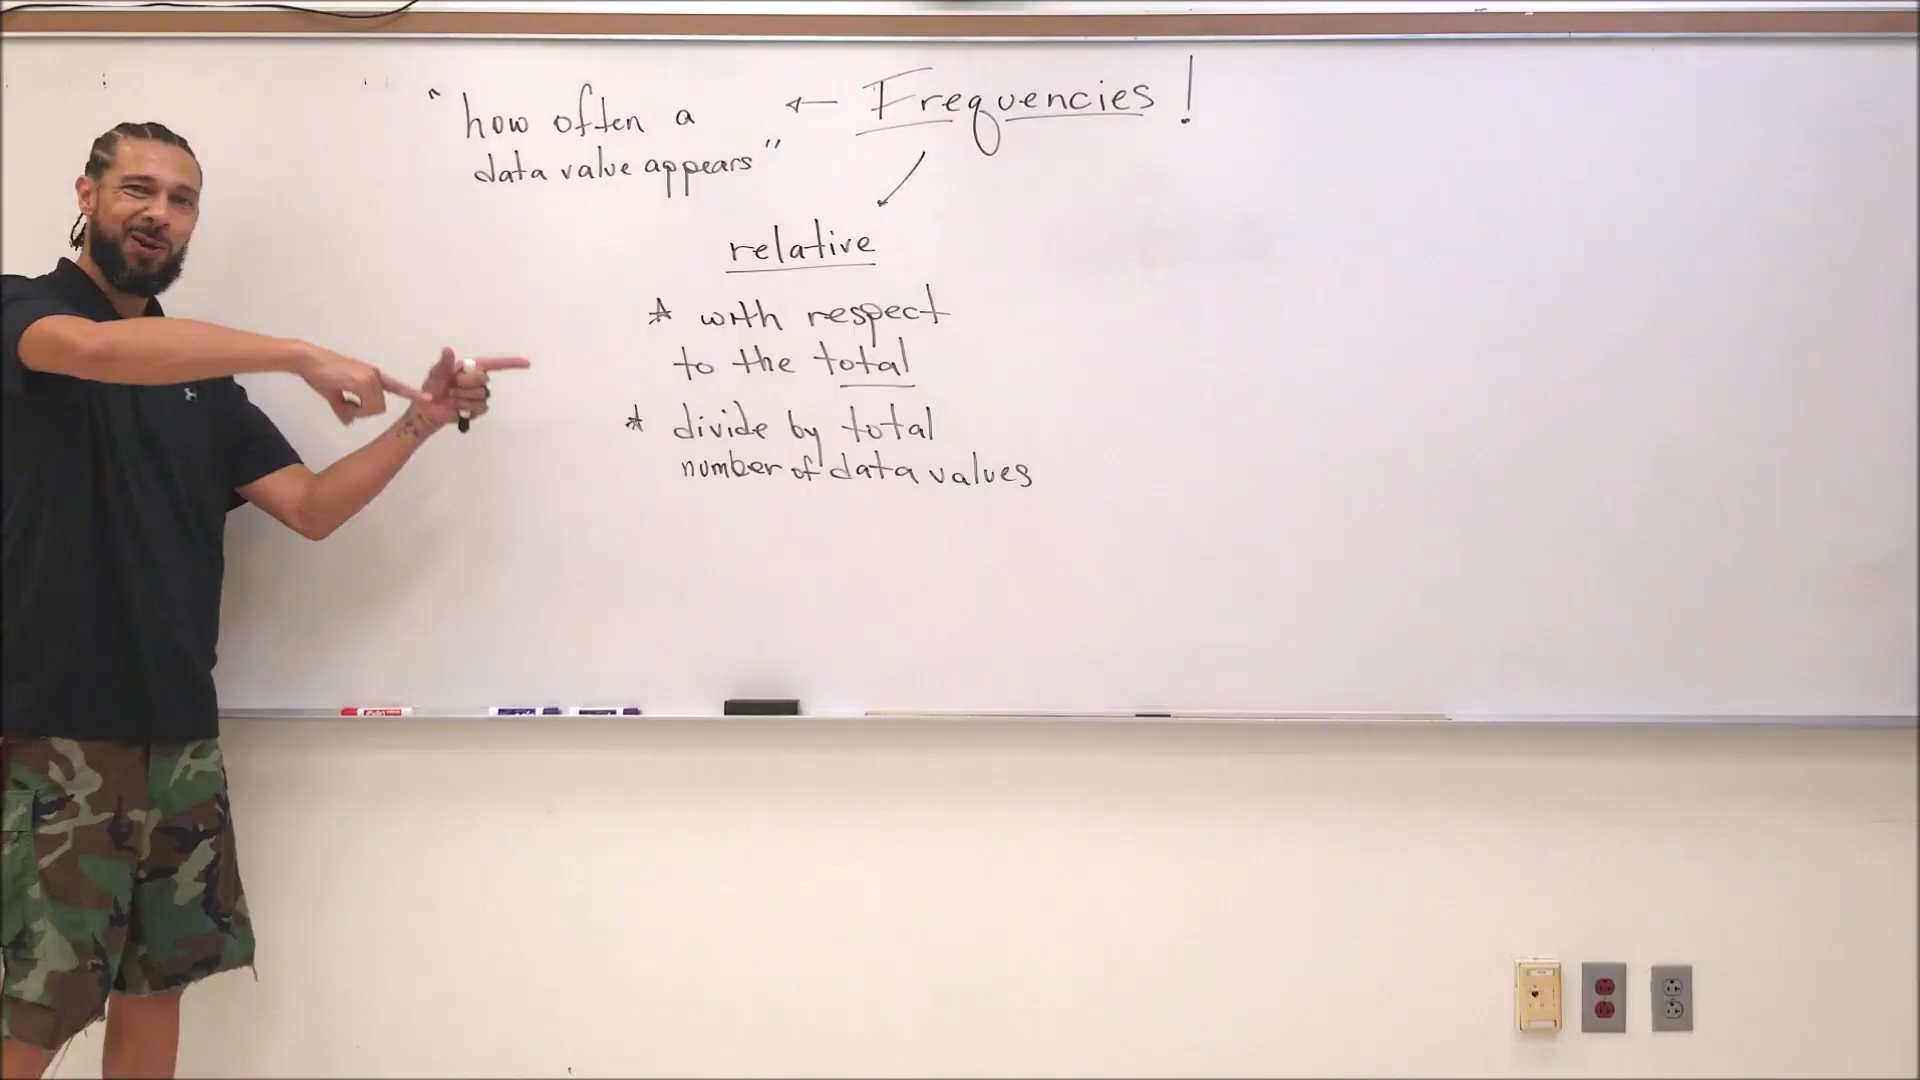 Frequencies!
"how often a
data value appears"
relative
* with respect
to the total
* divide by total
number of data values